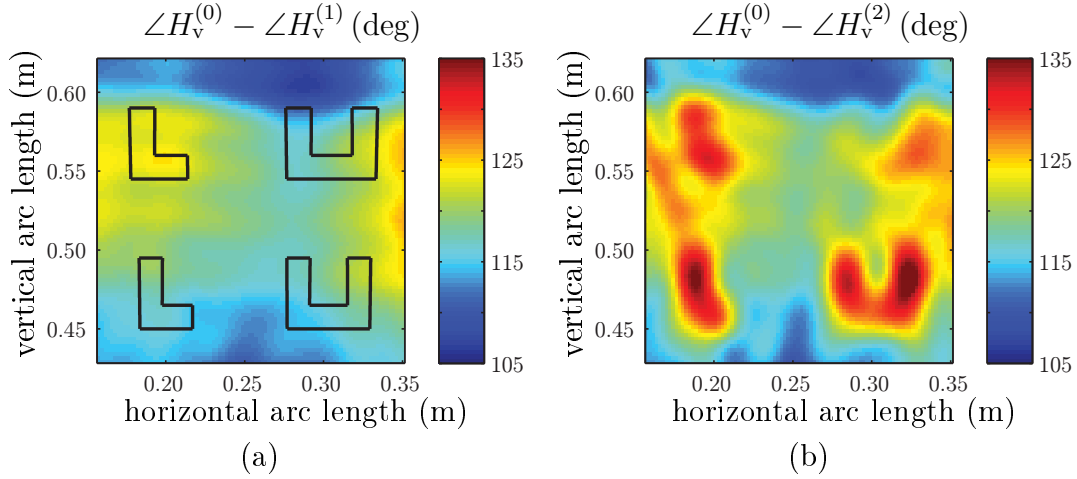 ∠H_v^(0) − ∠H_v^(1) (deg)
vertical arc length (m)
0.60
0.55
0.50
0.45
0.20 0.25 0.30 0.35
horizontal arc length (m)
135
125
115
105
(a)
∠H_v^(0) − ∠H_v^(2) (deg)
vertical arc length (m)
0.60
0.55
0.50
0.45
0.20 0.25 0.30 0.35
horizontal arc length (m)
135
125
115
105
(b)